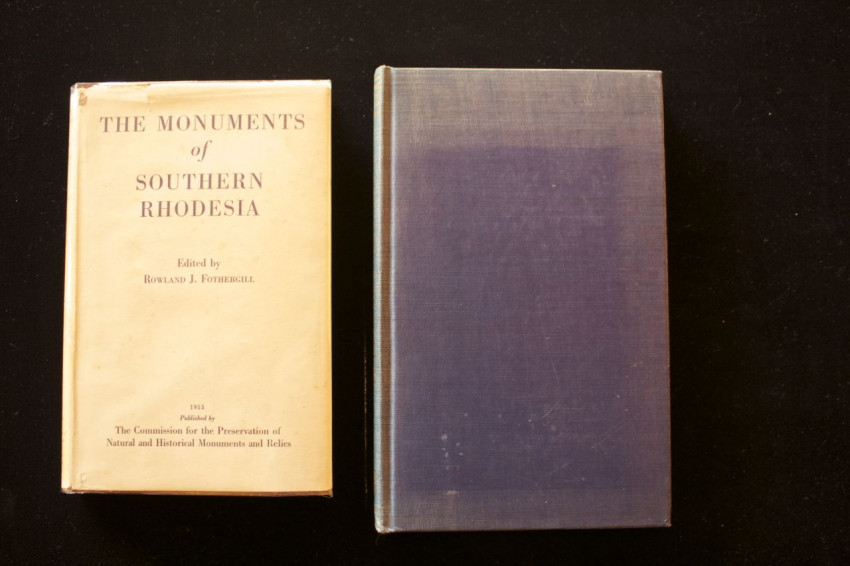 THE MONUMENTS
of
SOUTHERN
RHODESIA
Edited by
ROWLAND J. FOTHERGILL
1953
Published by
The Commission for the Preservation of
Natural and Historical Monuments and Relics